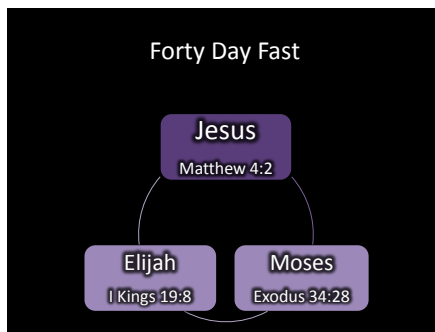 Forty Day Fast
Jesus
Matthew 4:2
Elijah
I Kings 19:8
Moses
Exodus 34:28